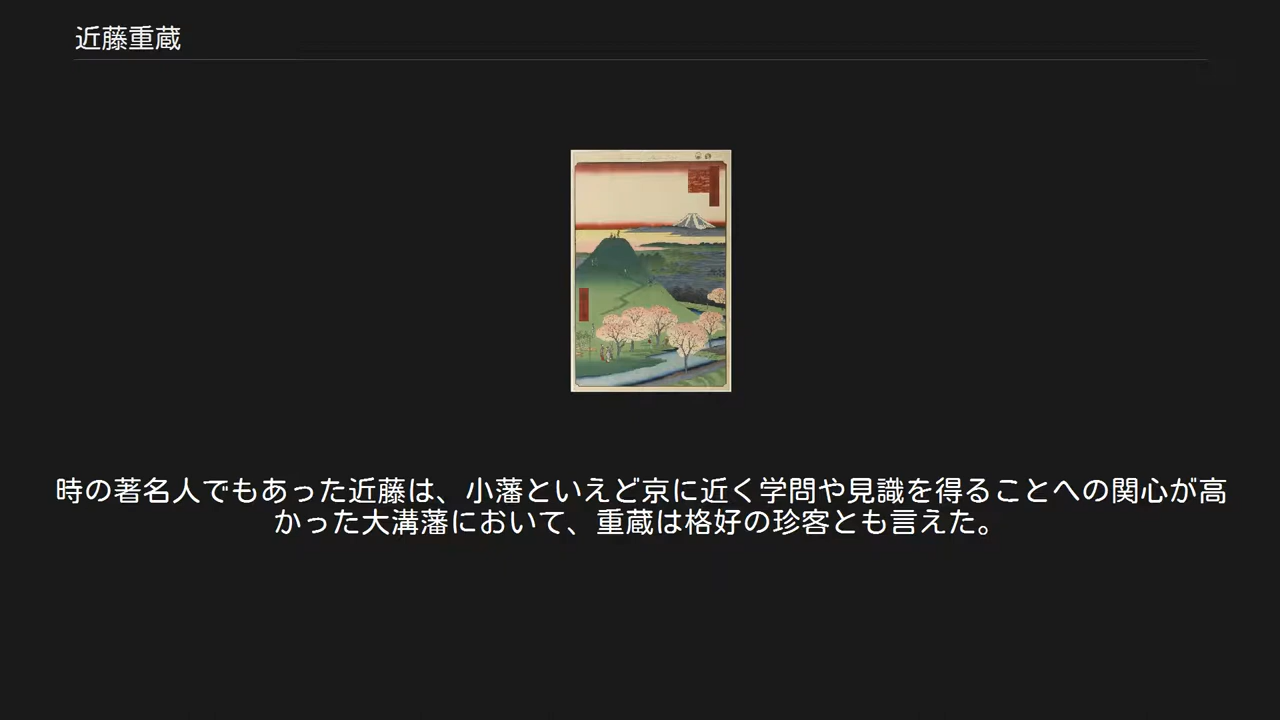 近藤重蔵
時の著名人でもあった近藤は、小藩といえど京に近く学問や見識を得ることへの関心が高
かった大溝藩において、重蔵は格好の珍客とも言えた。